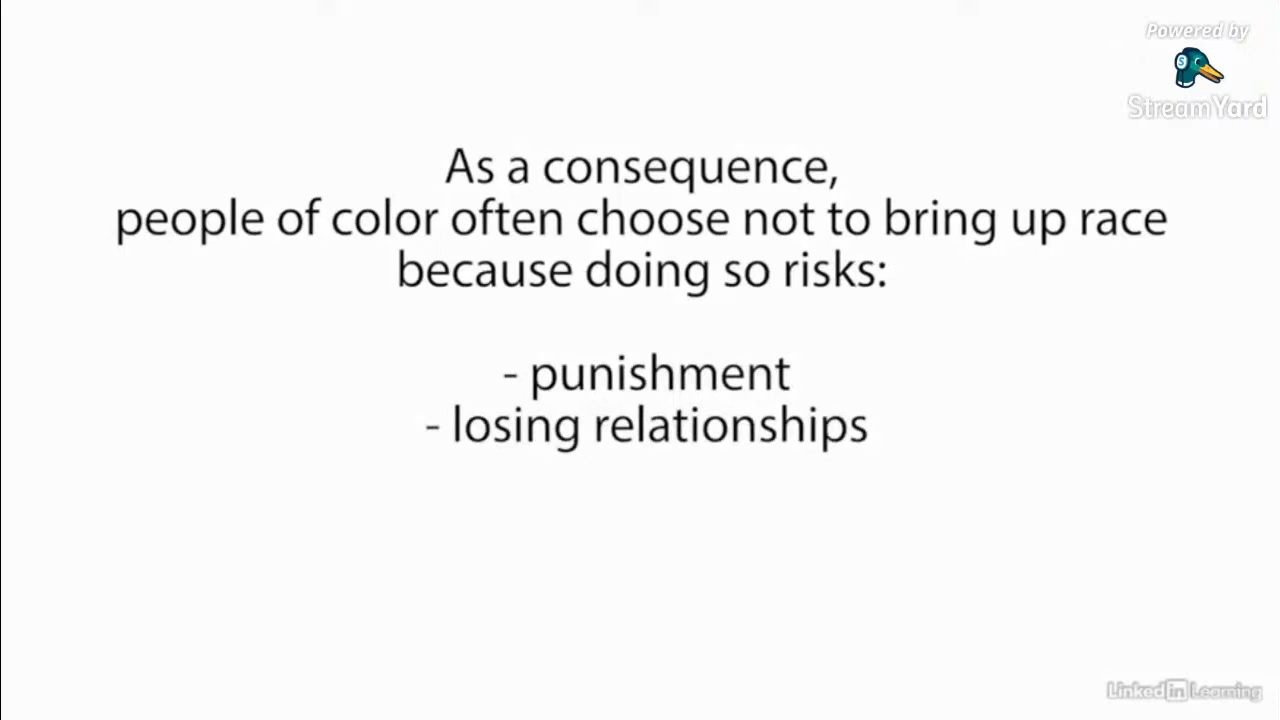 Powered by
StreamYard
As a consequence,
people of color often choose not to bring up race
because doing so risks:
- punishment
- losing relationships
Linked in Learning